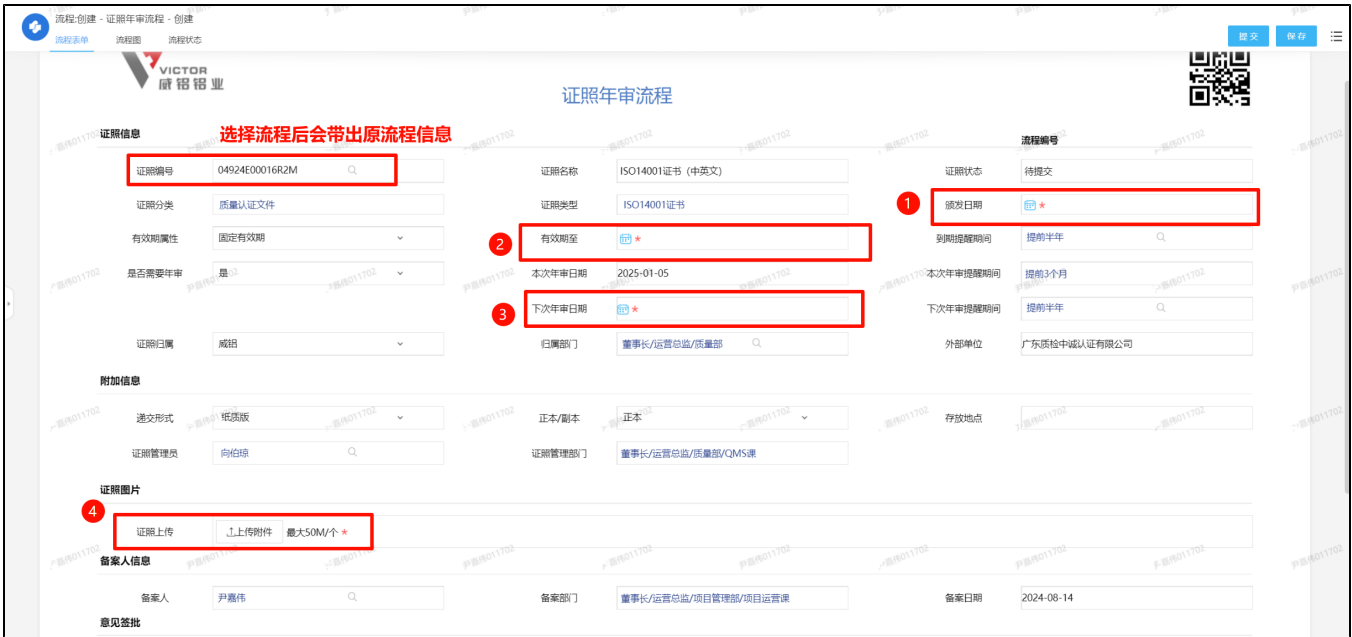 流程:创建 - 证照年审流程 - 创建
流程表单 流程图 流程状态
提交 保存
VICTOR
威铝铝业
证照年审流程
证照信息 选择流程后会带出原流程信息 流程编号
证照编号 04924E00016R2M 证照名称 ISO14001证书 (中英文) 证照状态 待提交
证照分类 质量认证文件 证照类型 ISO14001证书 1 颁发日期 *
有效期属性 固定有效期 2 有效期至 * 到期提醒期间 提前半年
是否需要年审 是 本次年审日期 2025-01-05 本次年审提醒期间 提前3个月
3 下次年审日期 * 下次年审提醒期间 提前半年
证照归属 威铝 归属部门 董事长/运营总监/质量部 外部单位 广东质检中诚认证有限公司
附加信息
递交形式 纸质版 正本/副本 正本 存放地点
证照管理员 向伯琼 证照管理部门 董事长/运营总监/质量部/QMS课
证照图片
4 证照上传 上传附件 最大50M/个 *
备案人信息
备案人 尹嘉伟 备案部门 董事长/运营总监/项目管理部/项目运营课 备案日期 2024-08-14
意见签批